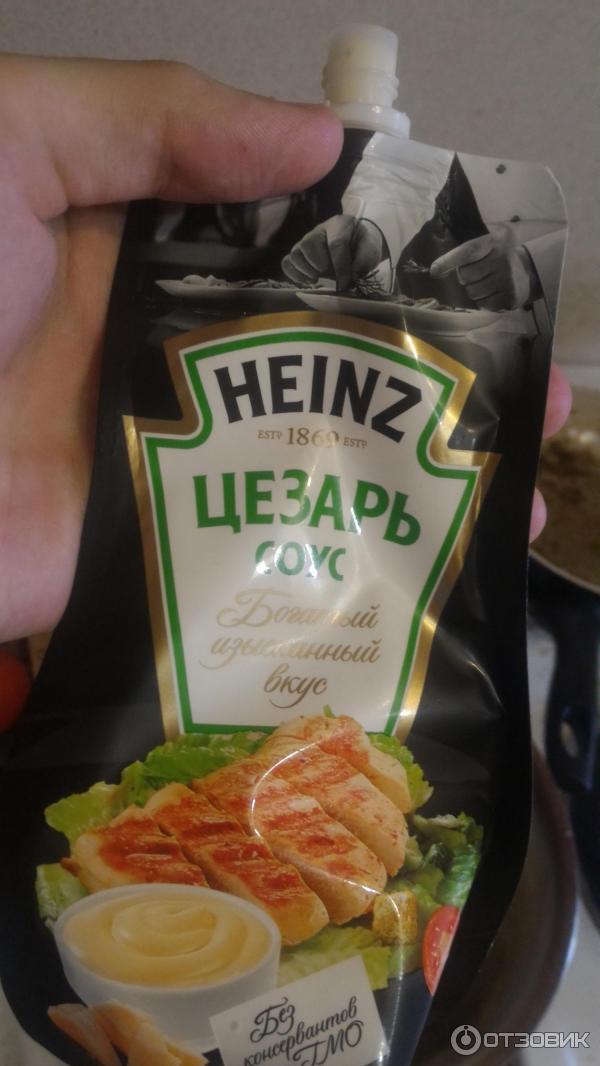 HEINZ
ESTD 1869 ESTD
ЦЕЗАРЬ
СОУС
Богатый
изысканный
вкус
Без
консервантов
ГМО
ОТЗОВИК